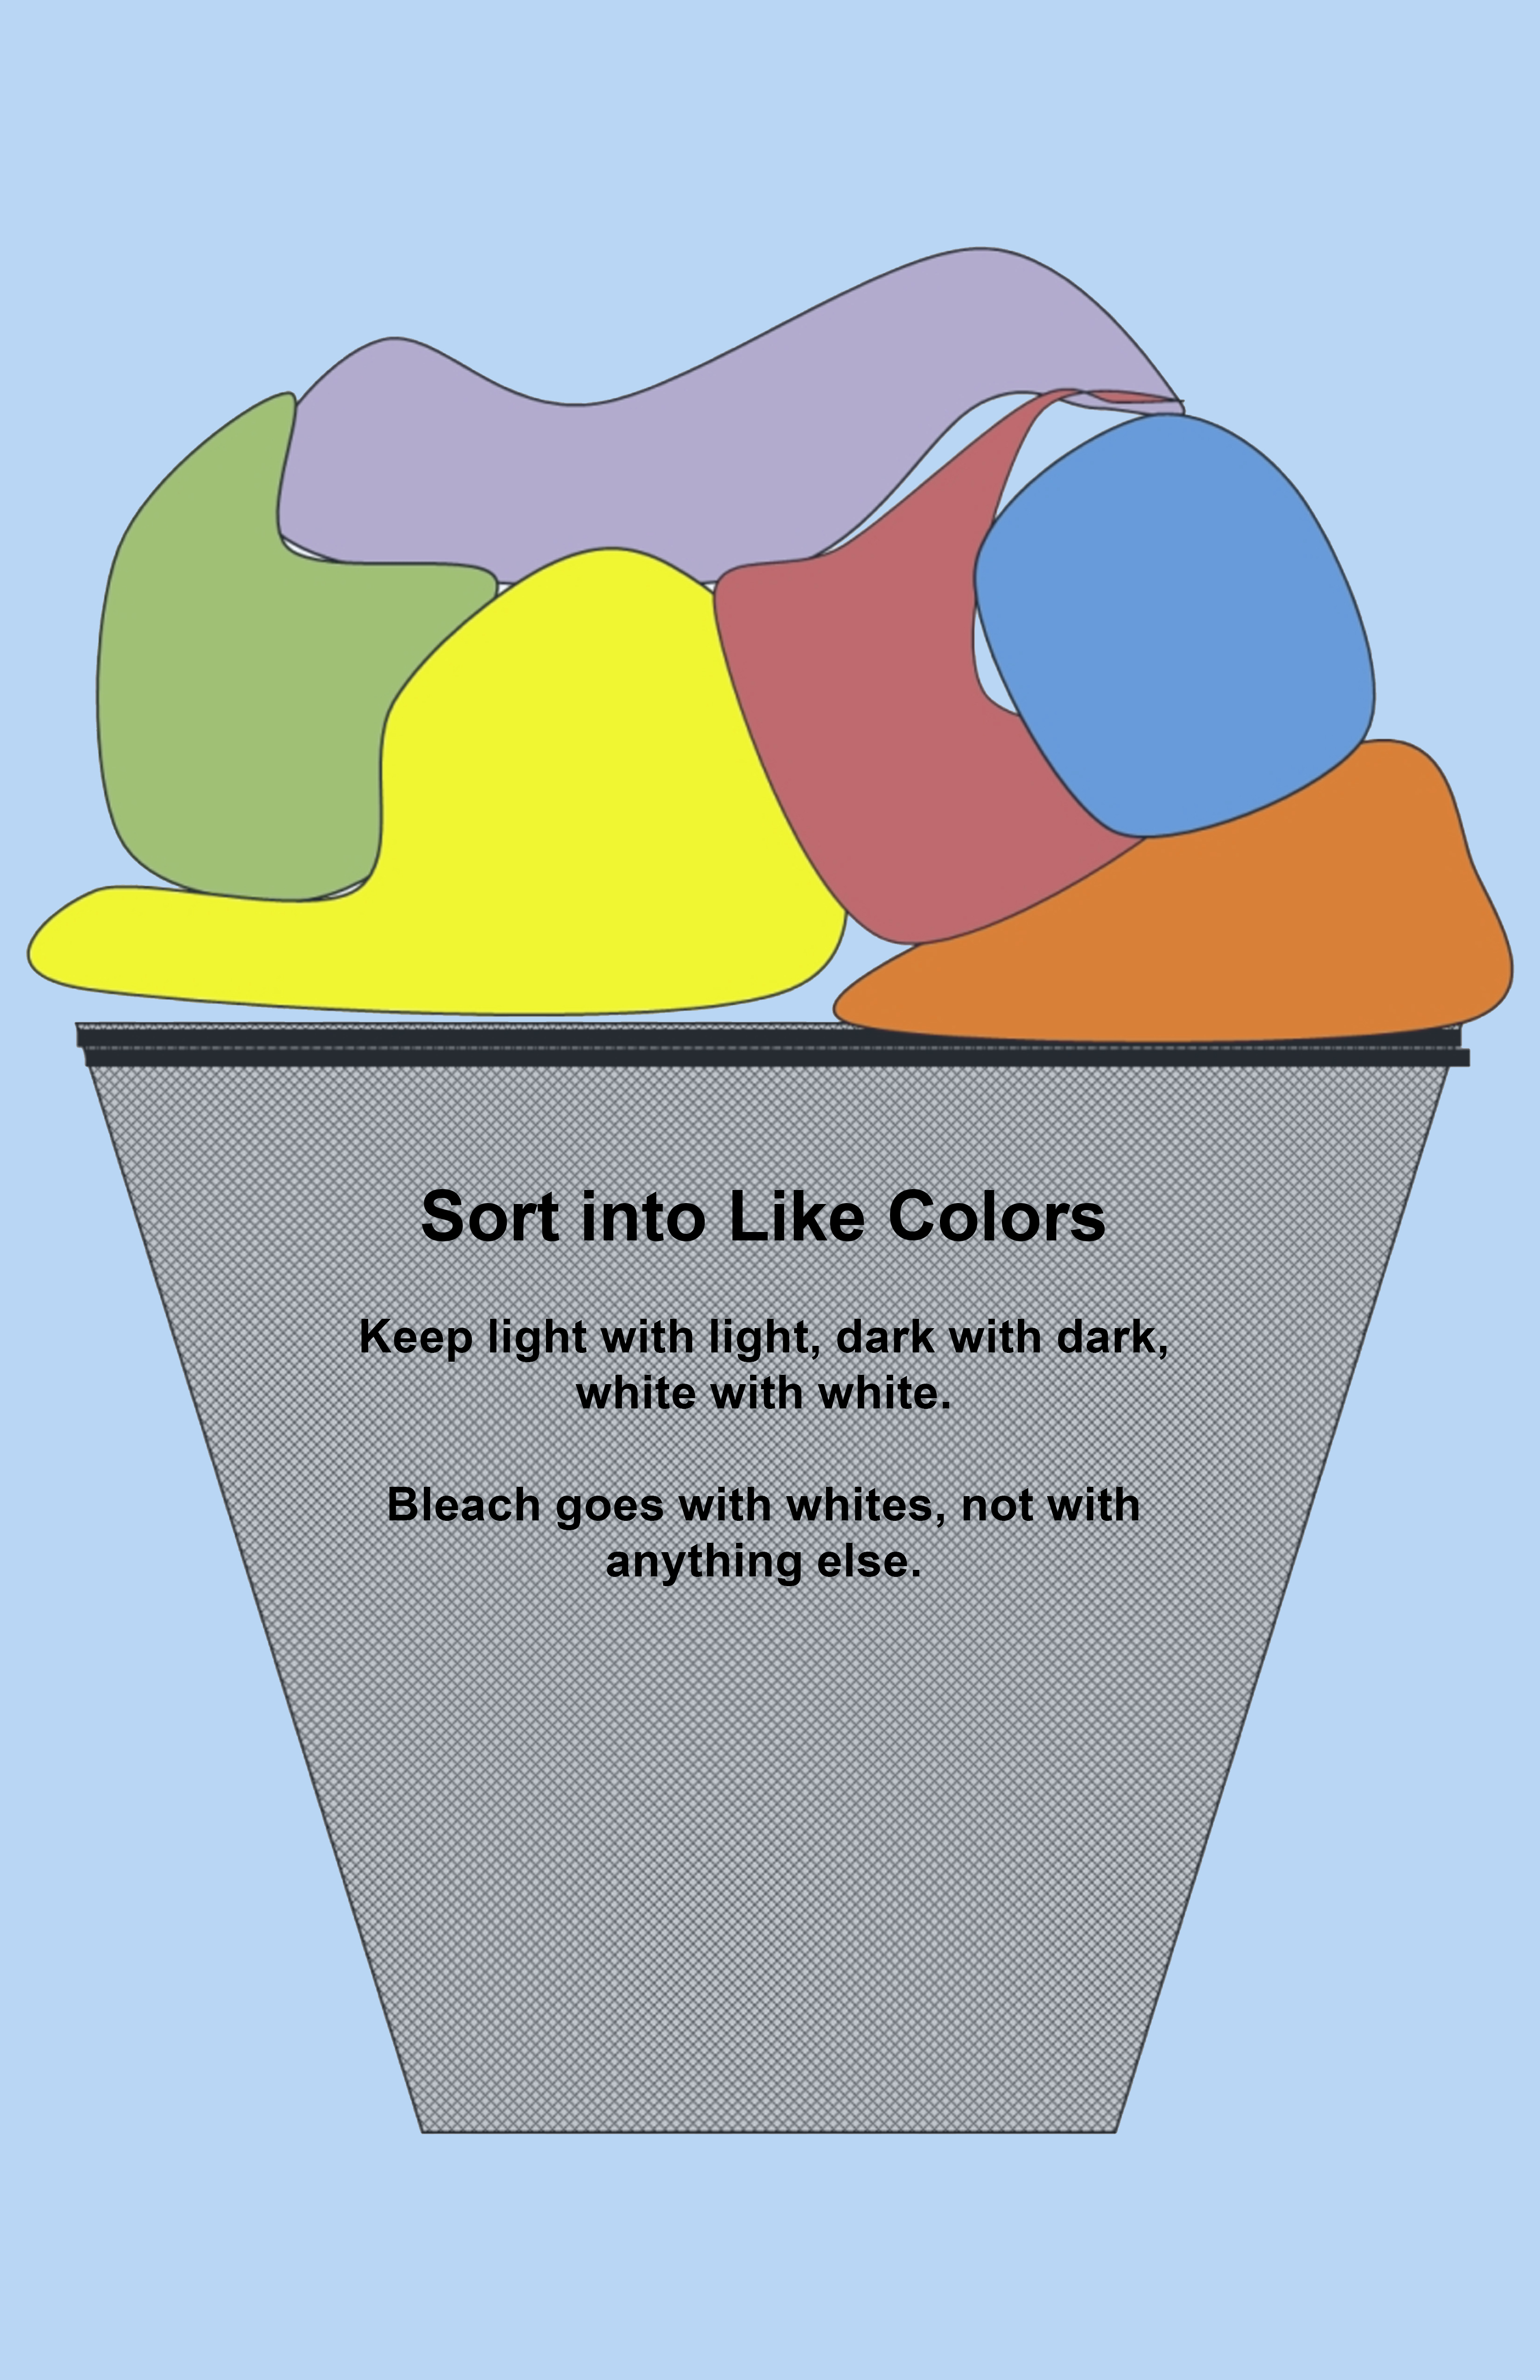 Sort into Like Colors
Keep light with light, dark with dark,
white with white.
Bleach goes with whites, not with
anything else.